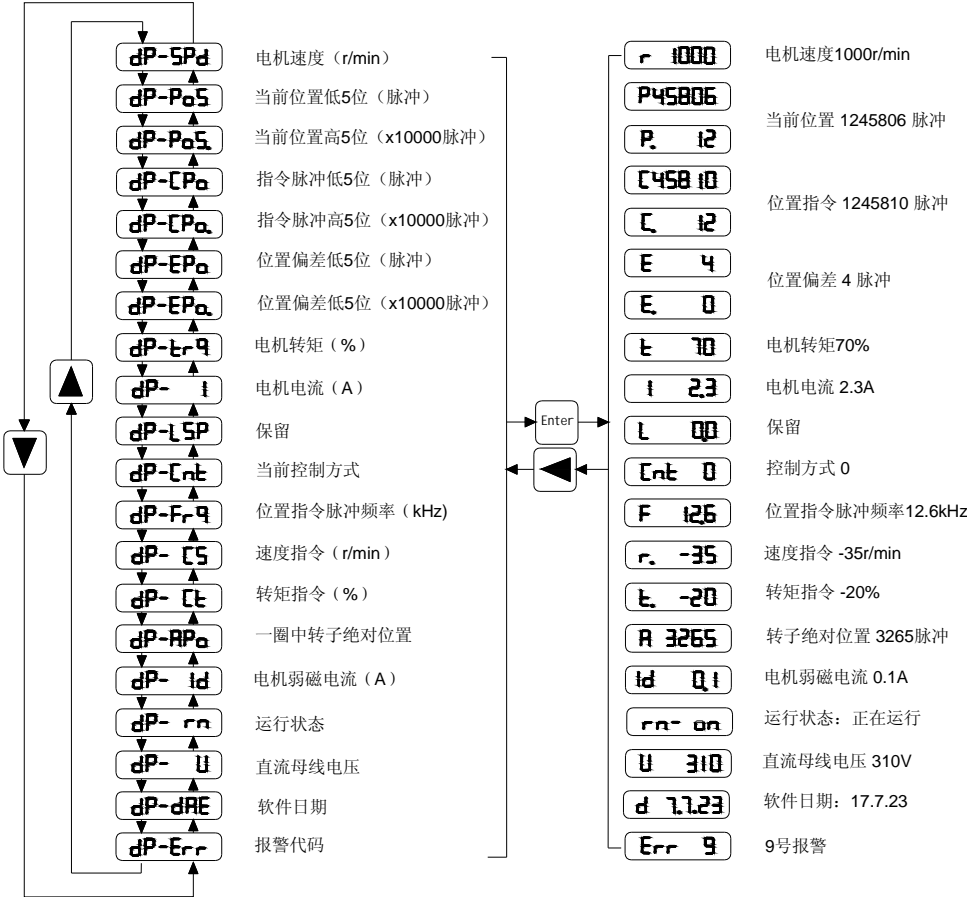 dP-SPd 电机速度（r/min）
dP-PoS 当前位置低5位（脉冲）
dP-PoS. 当前位置高5位（x10000脉冲）
dP-CPo 指令脉冲低5位（脉冲）
dP-CPo. 指令脉冲高5位（x10000脉冲）
dP-EPo 位置偏差低5位（脉冲）
dP-EPo. 位置偏差低5位（x10000脉冲）
dP-trq 电机转矩（%）
dP- I 电机电流（A）
dP-LSP 保留
dP-Cnt 当前控制方式
dP-Frq 位置指令脉冲频率（kHz)
dP- CS 速度指令（r/min）
dP- Ct 转矩指令（%）
dP-APo 一圈中转子绝对位置
dP- Id 电机弱磁电流（A）
dP- rn 运行状态
dP- U 直流母线电压
dP-dAE 软件日期
dP-Err 报警代码
Enter
r 1000 电机速度1000r/min
P45806
当前位置 1245806 脉冲
P. 12
C45810
位置指令 1245810 脉冲
C. 12
E 4
位置偏差 4 脉冲
E. 0
t 70 电机转矩70%
I 2.3 电机电流 2.3A
L 0.0 保留
Cnt 0 控制方式 0
F 12.6 位置指令脉冲频率12.6kHz
r. -35 速度指令 -35r/min
t. -20 转矩指令 -20%
A 3265 转子绝对位置 3265脉冲
Id 0.1 电机弱磁电流 0.1A
rn- on 运行状态：正在运行
U 310 直流母线电压 310V
d 7.7.23 软件日期：17.7.23
Err 9 9号报警